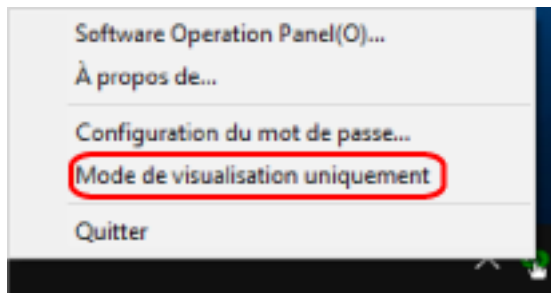 Software Operation Panel(O)...
À propos de...
Configuration du mot de passe...
Mode de visualisation uniquement
Quitter